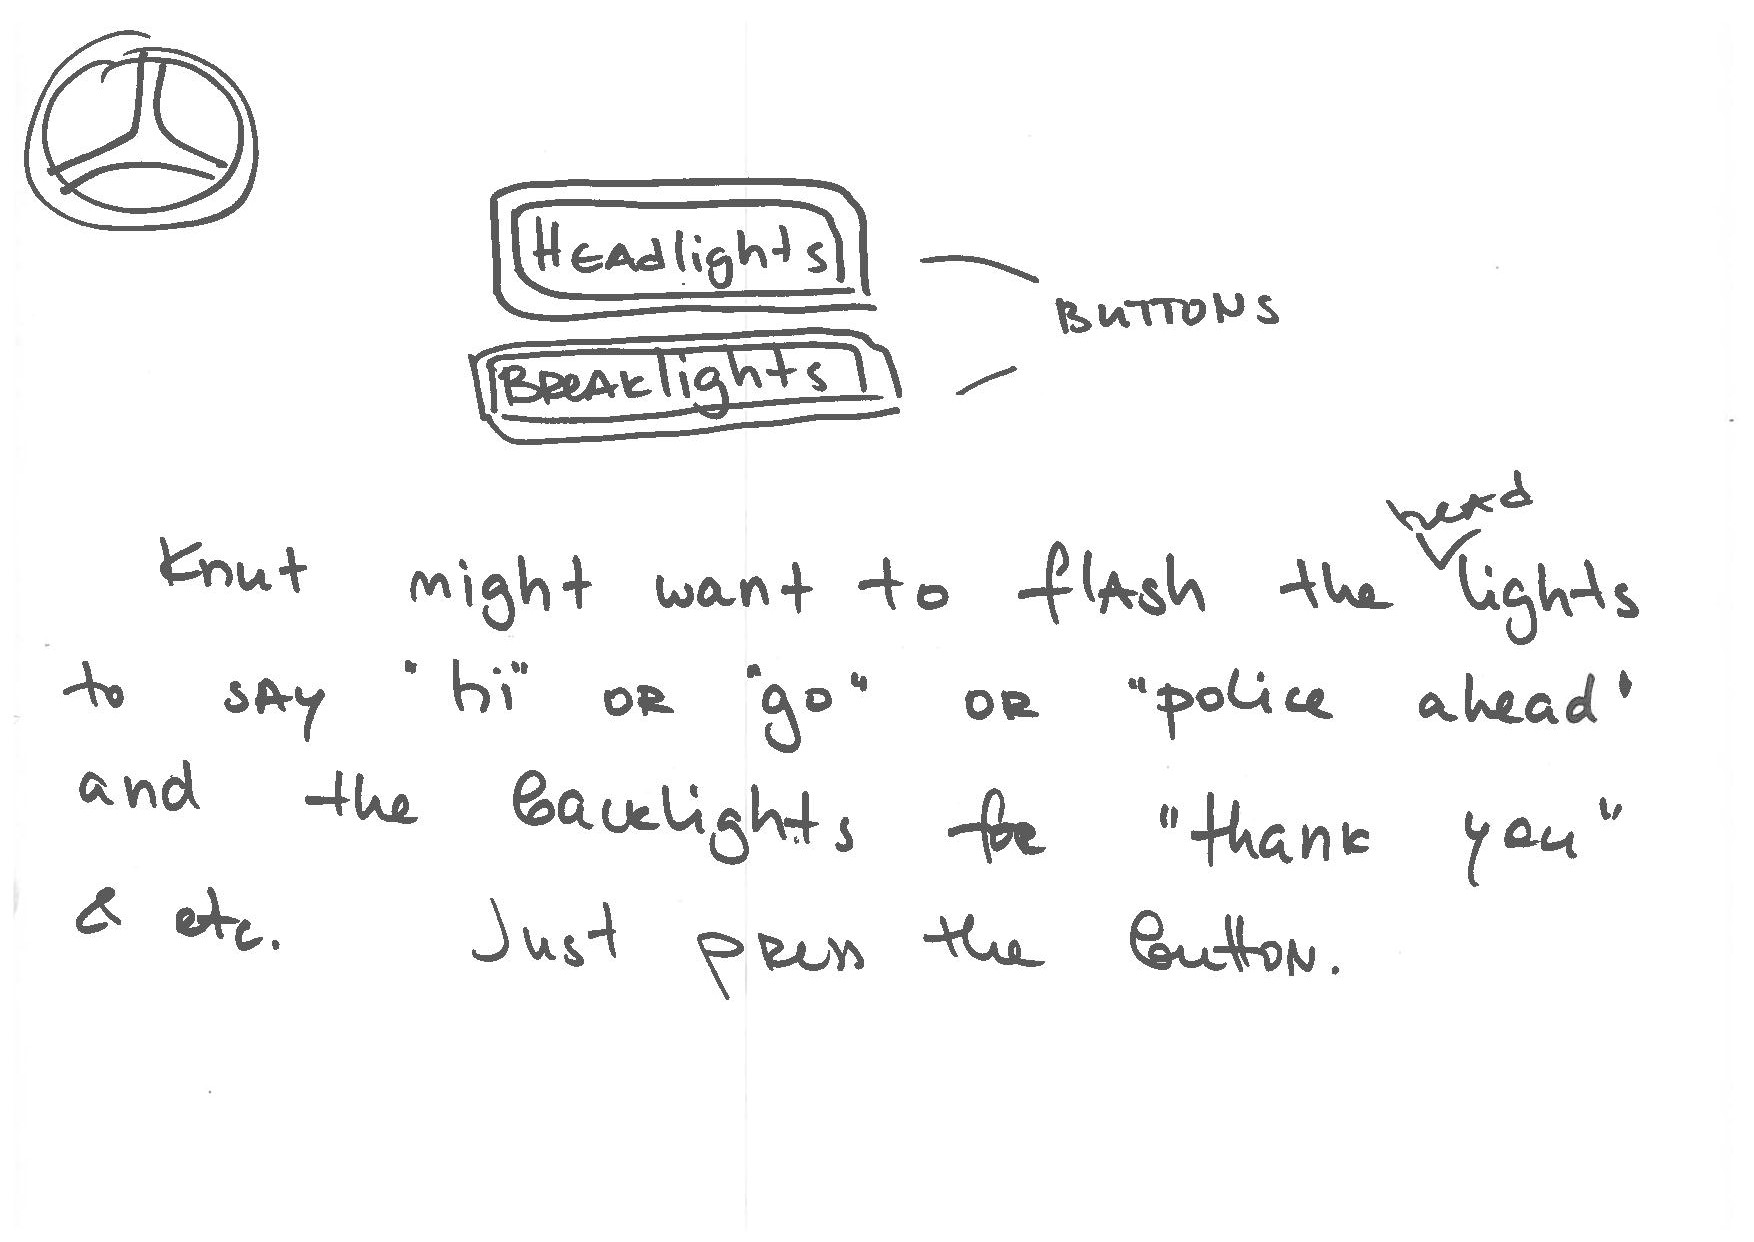 Headlights
Breaklights
BUTTONS
head
Knut might want to flash the lights
to say "hi" or "go" or "police ahead"
and the backlights for "thank you"
& etc. Just press the button.